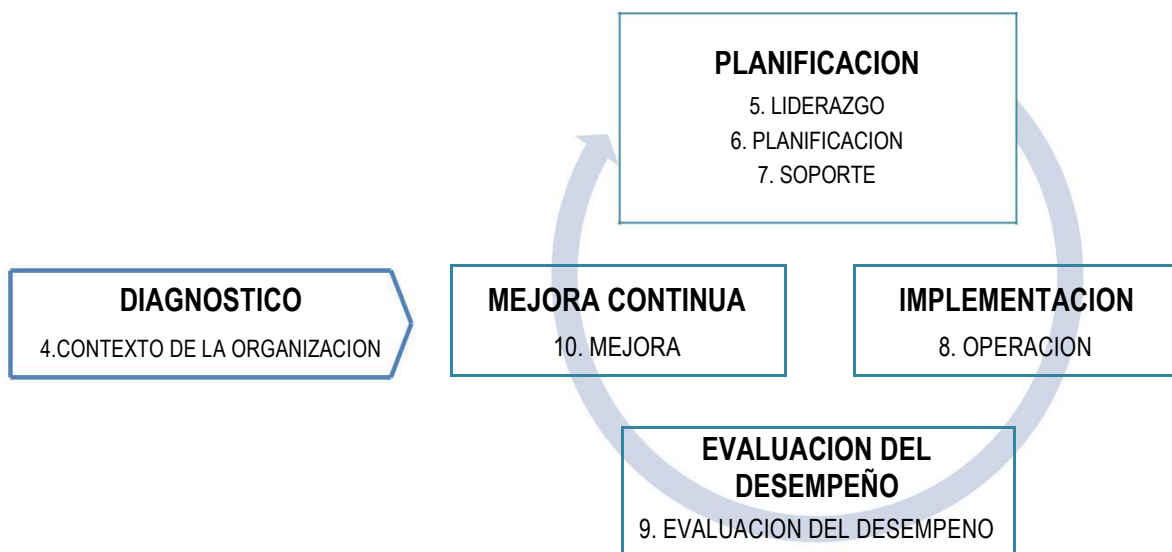 PLANIFICACION
5. LIDERAZGO
6. PLANIFICACION
7. SOPORTE
DIAGNOSTICO
4.CONTEXTO DE LA ORGANIZACION
MEJORA CONTINUA
10. MEJORA
IMPLEMENTACION
8. OPERACION
EVALUACION DEL
DESEMPEÑO
9. EVALUACION DEL DESEMPENO